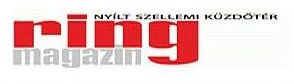 NYÍLT SZELLEMI KÜZDŐTÉR
ring
magazin